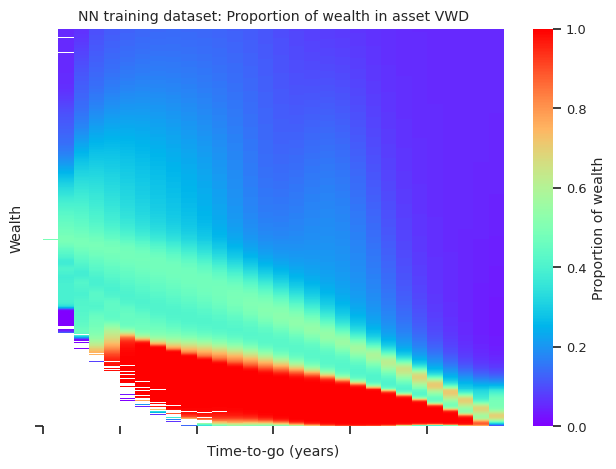 NN training dataset: Proportion of wealth in asset VWD
Wealth
Time-to-go (years)
1.0
0.8
0.6
0.4
0.2
0.0
Proportion of wealth